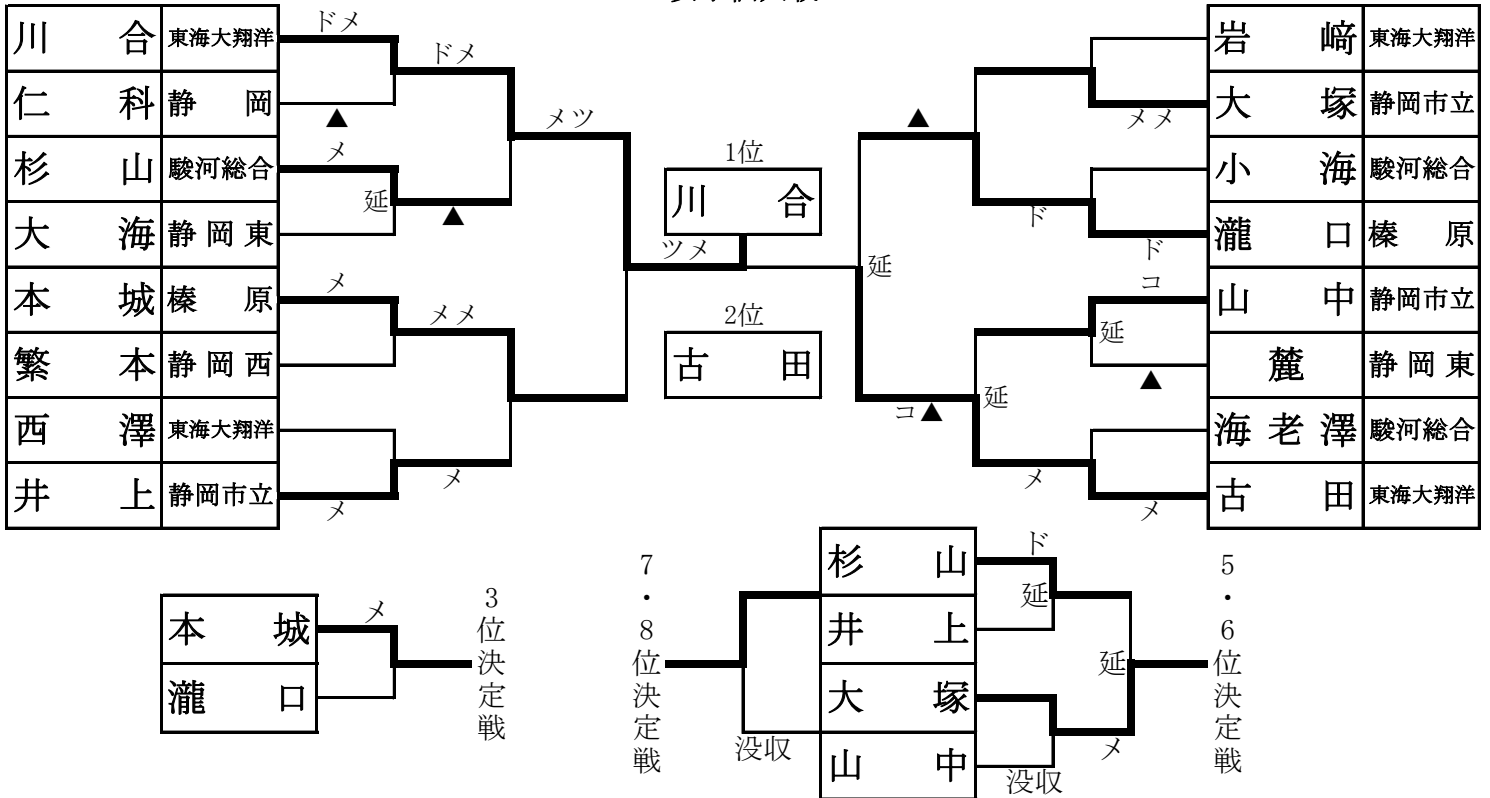 ドメ
川合 東海大翔洋
ドメ
仁科 静岡
▲
メツ
杉山 駿河総合
メ
延
▲
大海 静岡東
本城 榛原
メ
メメ
繁本 静岡西
西澤 東海大翔洋
メ
井上 静岡市立
メ
1位
川合
ツメ
2位
古田
岩﨑 東海大翔洋
大塚 静岡市立
▲
メメ
小海 駿河総合
ド
瀧口 榛原
ド
延
コ
山中 静岡市立
延
麓 静岡東
▲
延
コ▲
海老澤 駿河総合
メ
古田 東海大翔洋
メ
本城
メ
瀧口
3位決定戦
7・8位決定戦
没収
杉山
ド
延
井上
大塚
延
メ
山中
没収
5・6位決定戦